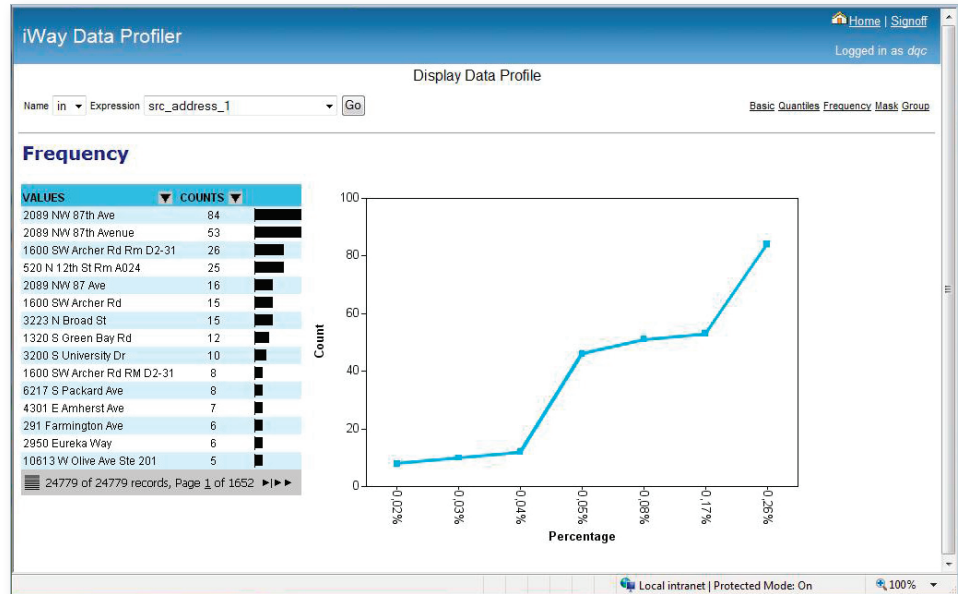 Home | Signoff
iWay Data Profiler
Logged in as dqc
Display Data Profile
Name in Expression src_address_1 Go
Basic Quantiles Frequency Mask Group
Frequency
VALUES COUNTS
2089 NW 87th Ave 84
2089 NW 87th Avenue 53
1600 SW Archer Rd Rm D2-31 26
520 N 12th St Rm A024 25
2089 NW 87 Ave 16
1600 SW Archer Rd 15
3223 N Broad St 15
1320 S Green Bay Rd 12
3200 S University Dr 10
1600 SW Archer Rd RM D2-31 8
6217 S Packard Ave 8
4301 E Amherst Ave 7
291 Farmington Ave 6
2950 Eureka Way 6
10613 W Olive Ave Ste 201 5
24779 of 24779 records, Page 1 of 1652
100
80
60
40
20
0
Count
0,02%
0,03%
0,04%
0,05%
0,08%
0,17%
0,26%
Percentage
Local intranet | Protected Mode: On
100%